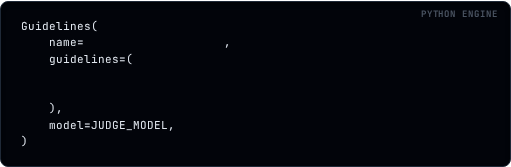 PYTHON ENGINE
Guidelines(
    name=                     ,
    guidelines=(
    ),
    model=JUDGE_MODEL,
)